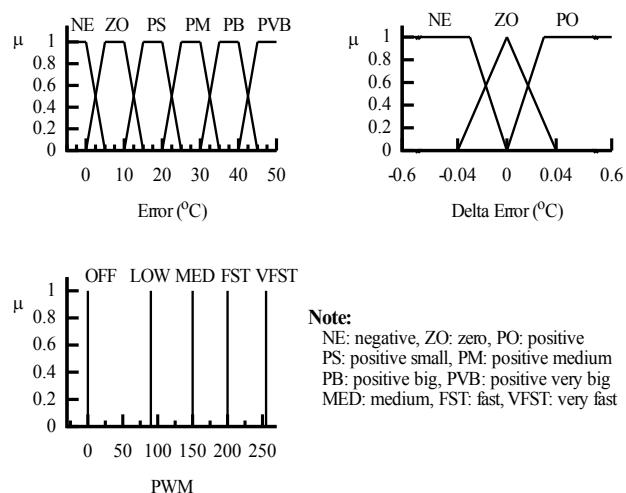 NE ZO PS PM PB PVB
μ
1
0.8
0.6
0.4
0.2
0
0 10 20 30 40 50
Error (°C)
NE ZO PO
μ
1
0.8
0.6
0.4
0.2
0
-0.6 -0.04 0 0.04 0.6
Delta Error (°C)
OFF LOW MED FST VFST
μ
1
0.8
0.6
0.4
0.2
0
0 50 100 150 200 250
PWM
Note:
NE: negative, ZO: zero, PO: positive
PS: positive small, PM: positive medium
PB: positive big, PVB: positive very big
MED: medium, FST: fast, VFST: very fast